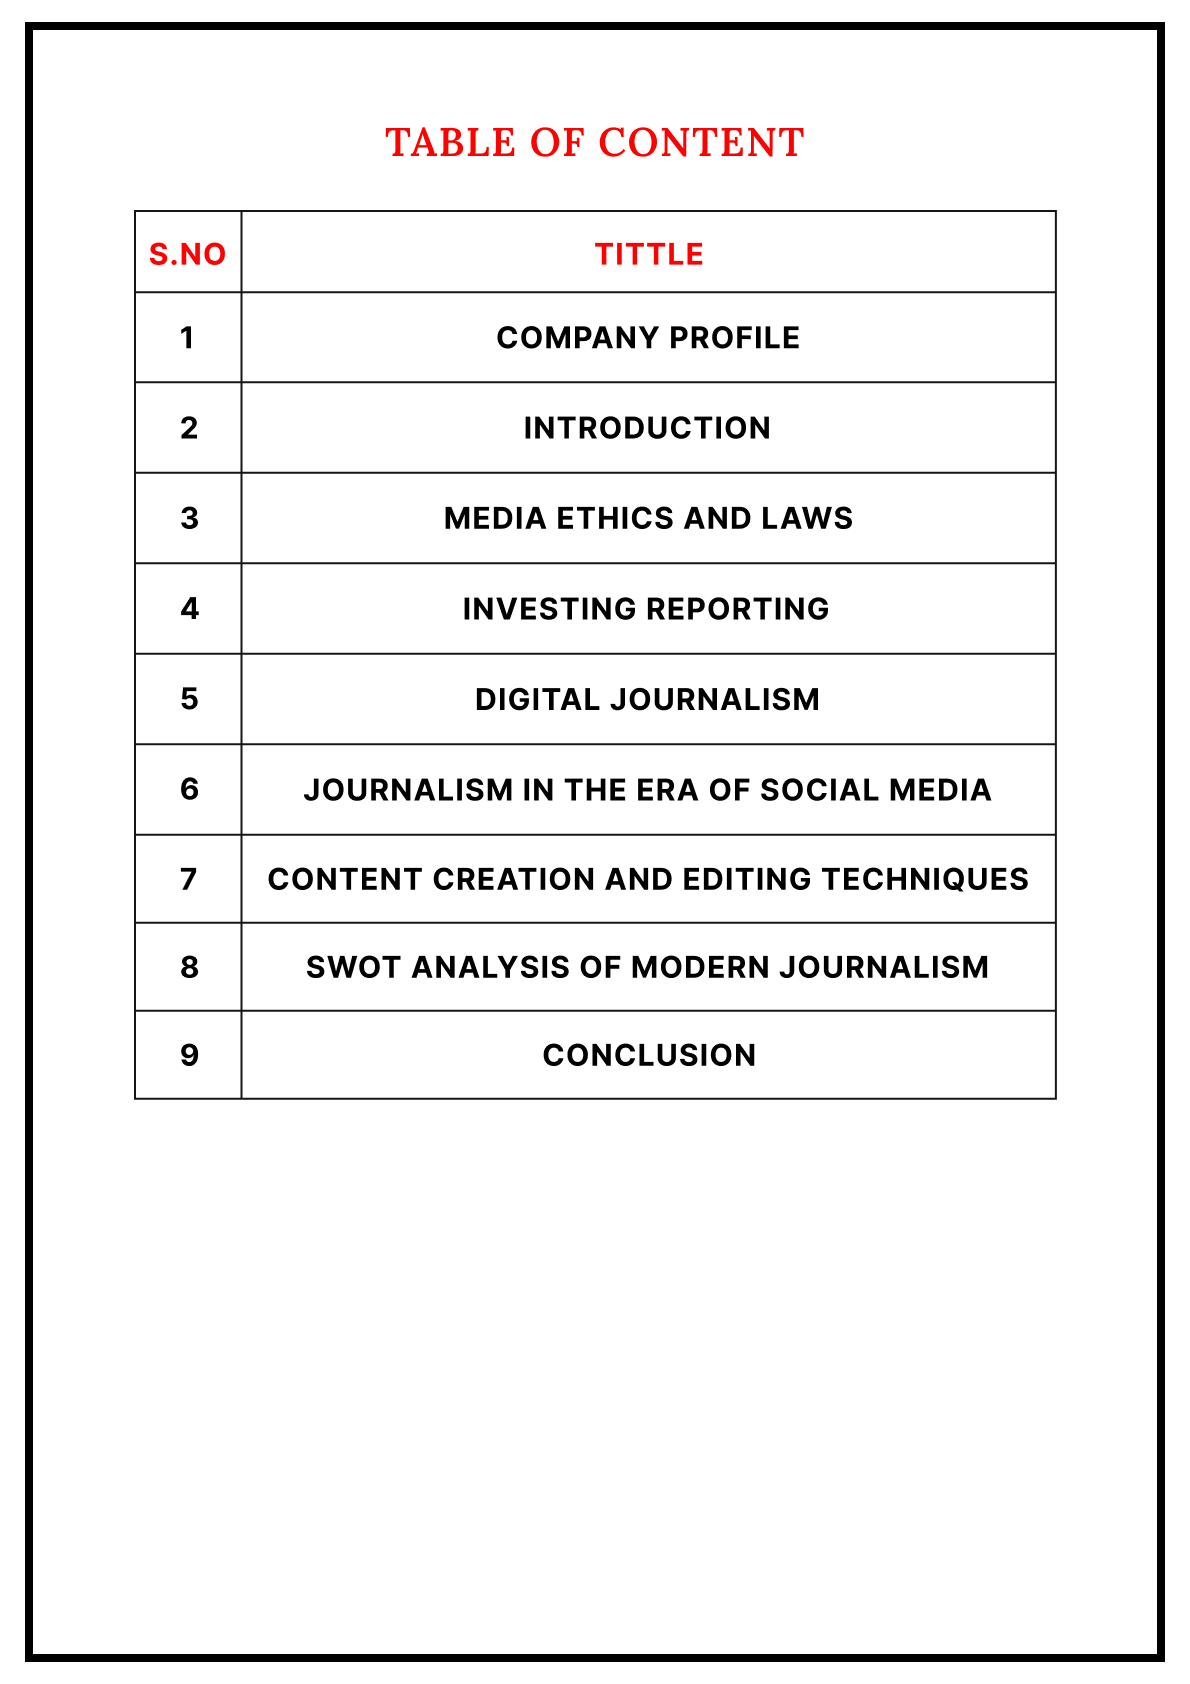 TABLE OF CONTENT
S.NO TITTLE
1 COMPANY PROFILE
2 INTRODUCTION
3 MEDIA ETHICS AND LAWS
4 INVESTING REPORTING
5 DIGITAL JOURNALISM
6 JOURNALISM IN THE ERA OF SOCIAL MEDIA
7 CONTENT CREATION AND EDITING TECHNIQUES
8 SWOT ANALYSIS OF MODERN JOURNALISM
9 CONCLUSION